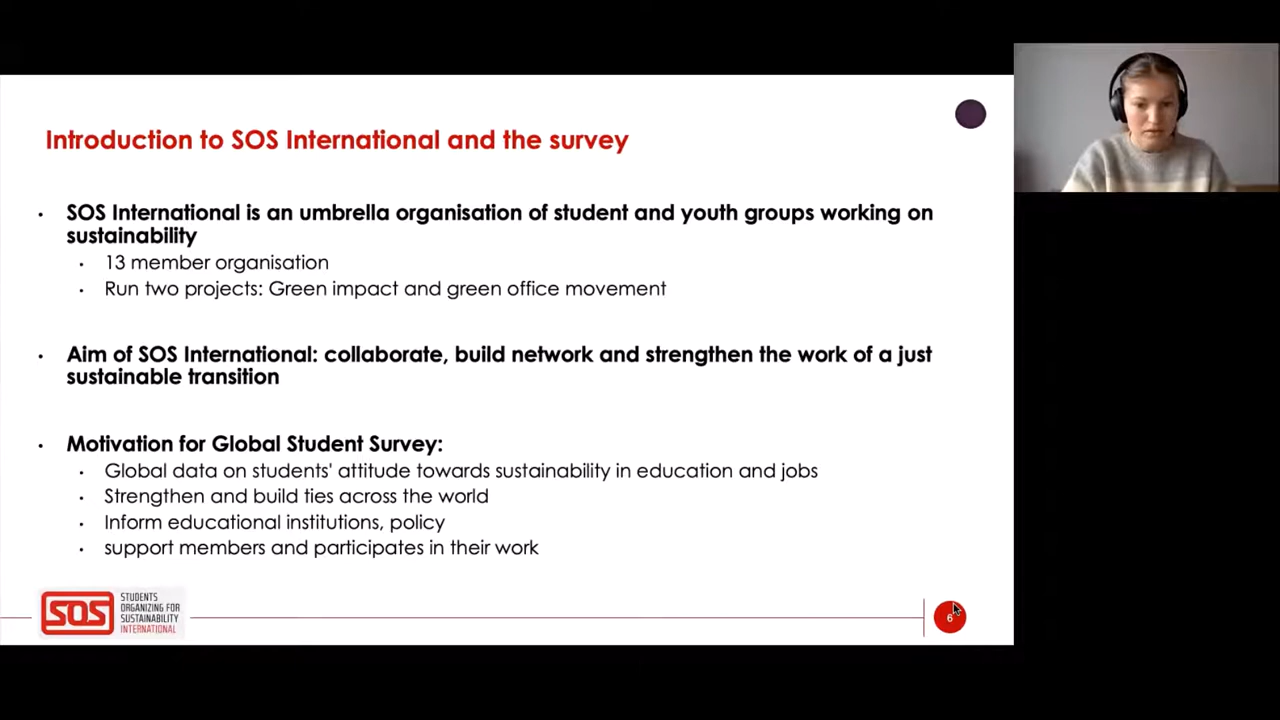 Introduction to SOS International and the survey
• SOS International is an umbrella organisation of student and youth groups working on
sustainability
• 13 member organisation
• Run two projects: Green impact and green office movement
• Aim of SOS International: collaborate, build network and strengthen the work of a just
sustainable transition
• Motivation for Global Student Survey:
• Global data on students' attitude towards sustainability in education and jobs
• Strengthen and build ties across the world
• Inform educational institutions, policy
• support members and participates in their work
SOS
STUDENTS
ORGANIZING FOR
SUSTAINABILITY
INTERNATIONAL
6